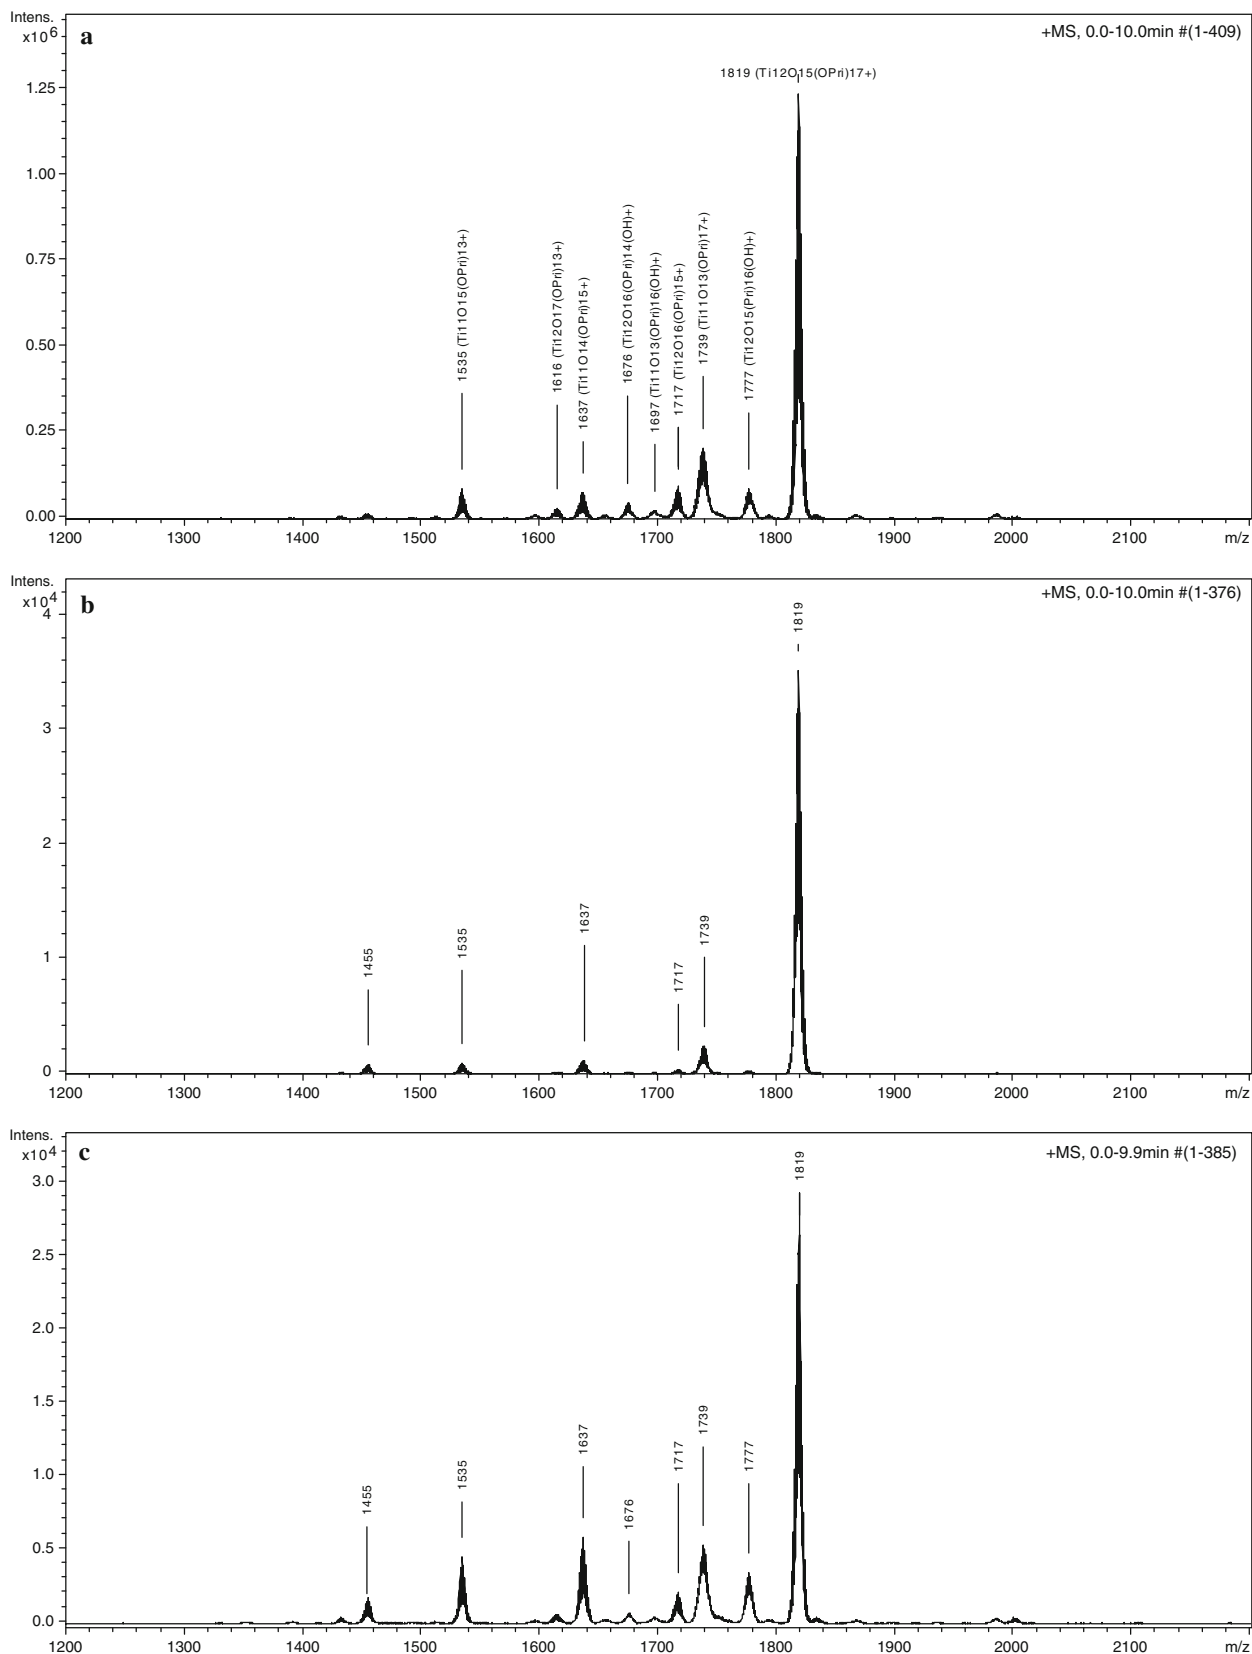 Intens.
x10^6
a
+MS, 0.0-10.0min #(1-409)
1819 (Ti12O15(OPri)17+)
1535 (Ti11O15(OPri)13+)
1616 (Ti12O17(OPri)13+)
1637 (Ti11O14(OPri)15+)
1676 (Ti12O16(OPri)14(OH)+)
1697 (Ti11O13(OPri)16(OH)+)
1717 (Ti12O16(OPri)15+)
1739 (Ti11O13(OPri)17+)
1777 (Ti12O15(Pri)16(OH)+)
1.25
1.00
0.75
0.50
0.25
0.00
1200 1300 1400 1500 1600 1700 1800 1900 2000 2100 m/z
Intens.
x10^4
b
+MS, 0.0-10.0min #(1-376)
4
3
2
1
0
1455
1535
1637
1717
1739
1819
1200 1300 1400 1500 1600 1700 1800 1900 2000 2100 m/z
Intens.
x10^4
c
+MS, 0.0-9.9min #(1-385)
3.0
2.5
2.0
1.5
1.0
0.5
0.0
1455
1535
1637
1676
1717
1739
1777
1819
1200 1300 1400 1500 1600 1700 1800 1900 2000 2100 m/z